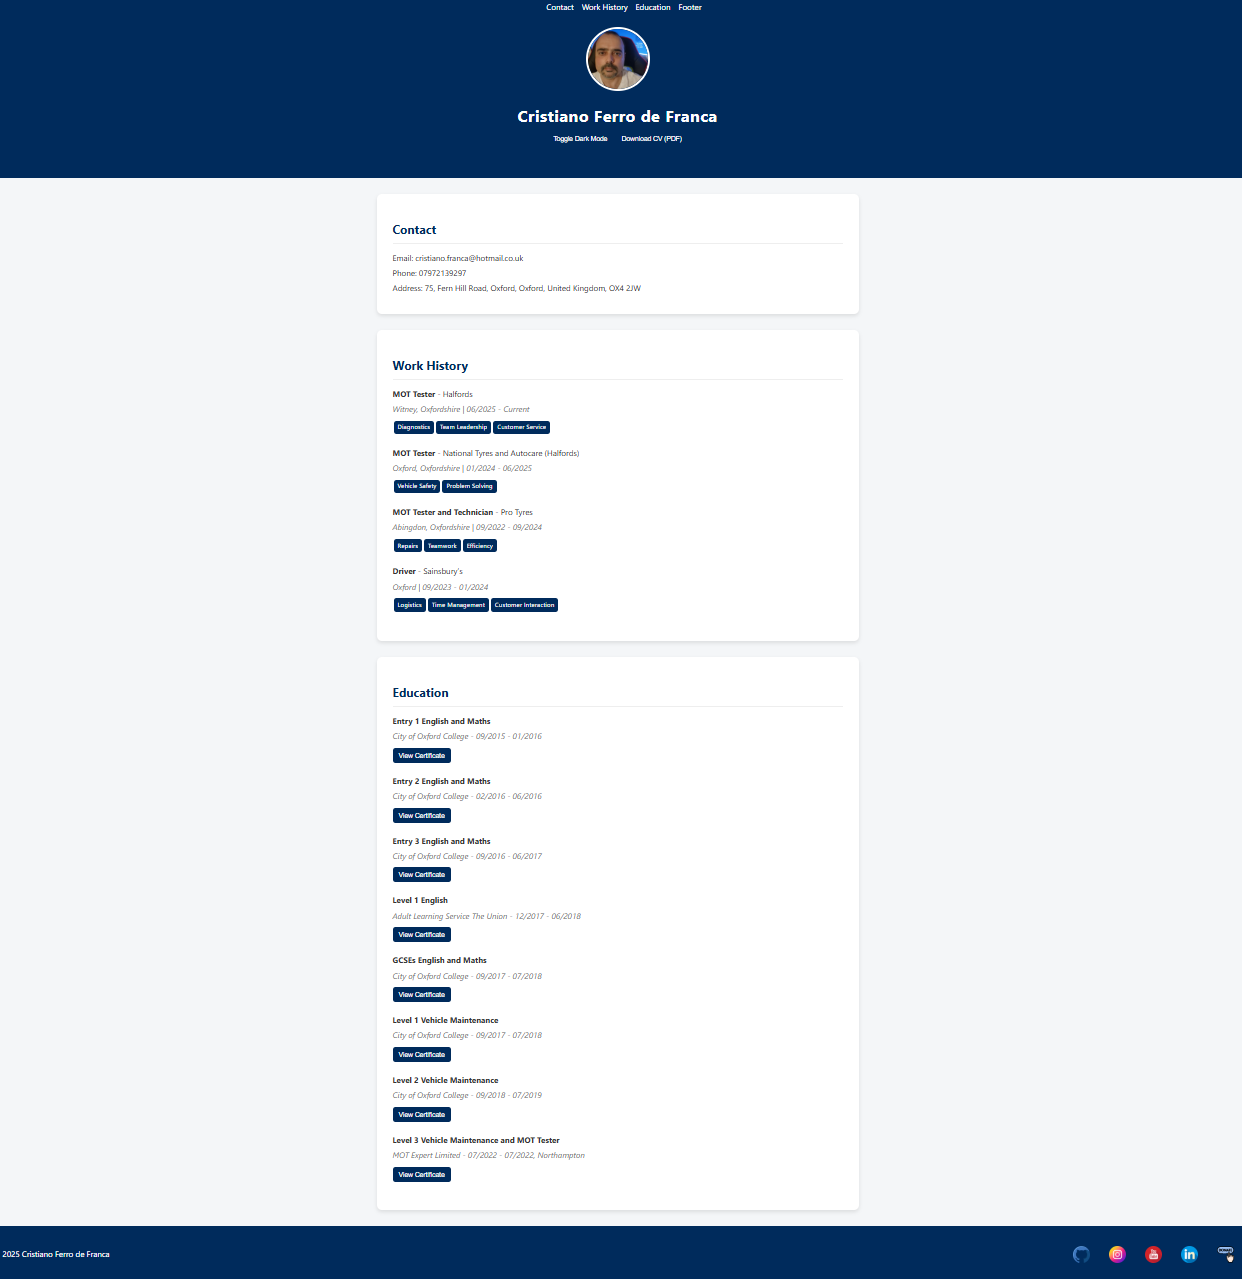 Contact Work History Education Footer
Cristiano Ferro de Franca
Toggle Dark Mode Download CV (PDF)
Contact
Email: cristiano.franca@hotmail.co.uk
Phone: 07972139297
Address: 75, Fern Hill Road, Oxford, Oxford, United Kingdom, OX4 2JW
Work History
MOT Tester - Halfords
Witney, Oxfordshire | 06/2025 - Current
Diagnostics Team Leadership Customer Service
MOT Tester - National Tyres and Autocare (Halfords)
Oxford, Oxfordshire | 01/2024 - 06/2025
Vehicle Safety Problem Solving
MOT Tester and Technician - Pro Tyres
Abingdon, Oxfordshire | 09/2022 - 09/2024
Repairs Teamwork Efficiency
Driver - Sainsbury's
Oxford | 09/2023 - 01/2024
Logistics Time Management Customer Interaction
Education
Entry 1 English and Maths
City of Oxford College - 09/2015 - 01/2016
View Certificate
Entry 2 English and Maths
City of Oxford College - 02/2016 - 06/2016
View Certificate
Entry 3 English and Maths
City of Oxford College - 09/2016 - 06/2017
View Certificate
Level 1 English
Adult Learning Service The Union - 12/2017 - 06/2018
View Certificate
GCSEs English and Maths
City of Oxford College - 09/2017 - 07/2018
View Certificate
Level 1 Vehicle Maintenance
City of Oxford College - 09/2017 - 07/2018
View Certificate
Level 2 Vehicle Maintenance
City of Oxford College - 09/2018 - 07/2019
View Certificate
Level 3 Vehicle Maintenance and MOT Tester
MOT Expert Limited - 07/2022 - 07/2022, Northampton
View Certificate
2025 Cristiano Ferro de Franca
You
in